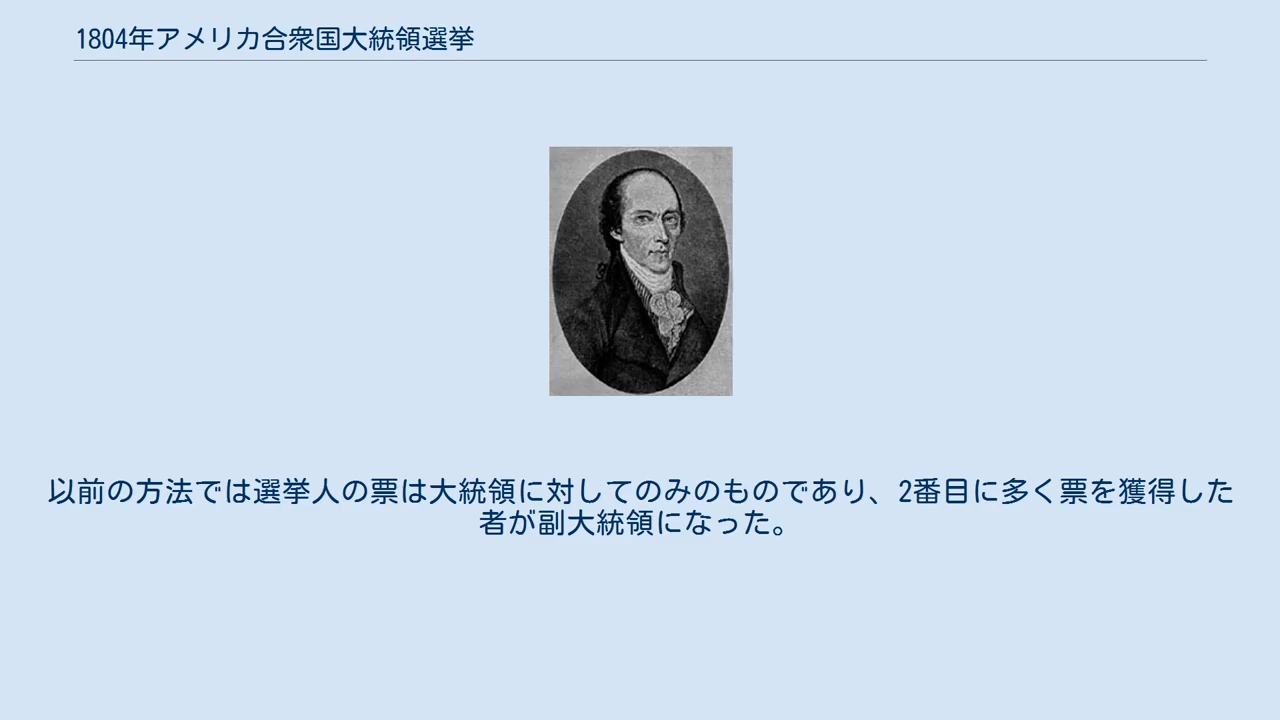 1804年アメリカ合衆国大統領選挙
以前の方法では選挙人の票は大統領に対してのみのものであり、2番目に多く票を獲得した
者が副大統領になった。